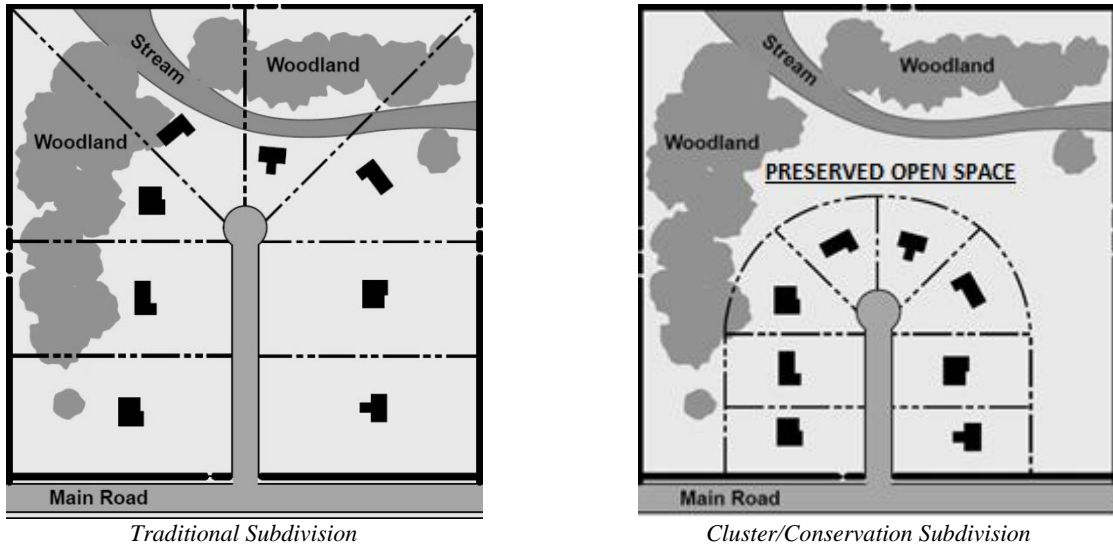 Stream
Woodland
Woodland
Main Road
Traditional Subdivision
Stream
Woodland
Woodland
PRESERVED OPEN SPACE
Main Road
Cluster/Conservation Subdivision